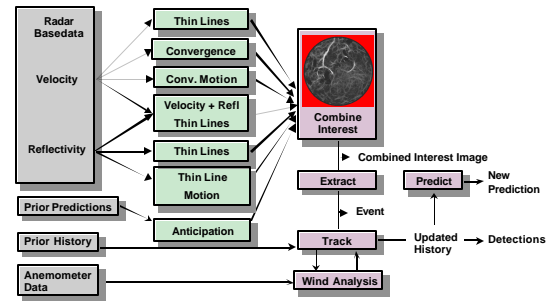 Radar
Basedata
Velocity
Reflectivity
Prior Predictions
Prior History
Anemometer
Data
Thin Lines
Convergence
Conv. Motion
Velocity + Refl
Thin Lines
Thin Lines
Thin Line
Motion
Anticipation
Combine
Interest
Combined Interest Image
Extract
Event
Track
Wind Analysis
Predict
New
Prediction
Updated
History
Detections